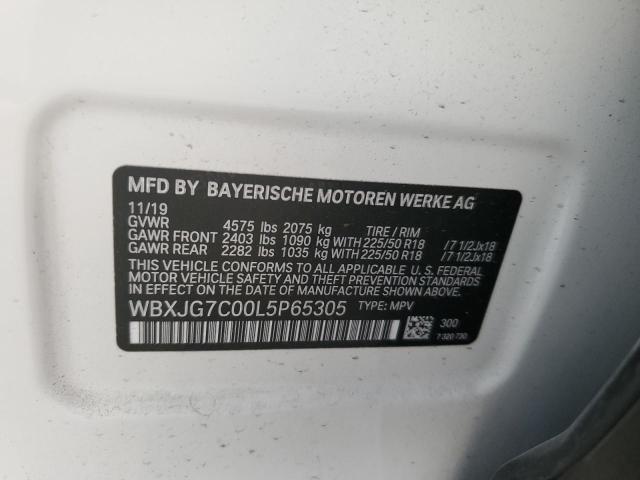 MFD BY BAYERISCHE MOTOREN WERKE AG
11/19
GVWR 4575 lbs 2075 kg TIRE / RIM
GAWR FRONT 2403 lbs 1090 kg WITH 225/50 R18 /7 1/2Jx18
GAWR REAR 2282 lbs 1035 kg WITH 225/50 R18 /7 1/2Jx18
THIS VEHICLE CONFORMS TO ALL APPLICABLE U. S. FEDERAL
MOTOR VEHICLE SAFETY AND THEFT PREVENTION STANDARDS
IN EFFECT ON THE DATE OF MANUFACTURE SHOWN ABOVE.
WBXJG7C00L5P65305 TYPE: MPV
300
7 320 730